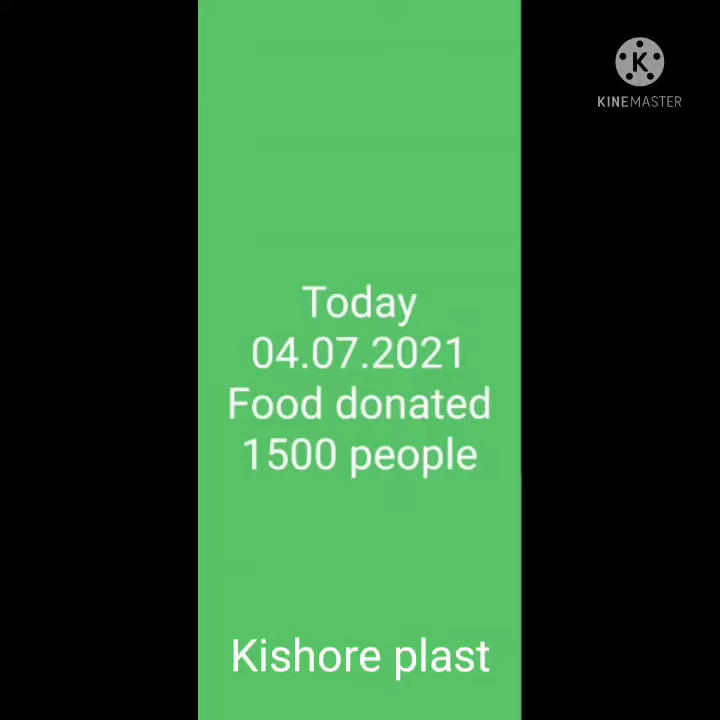 K
KINEMASTER
Today
04.07.2021
Food donated
1500 people
Kishore plast